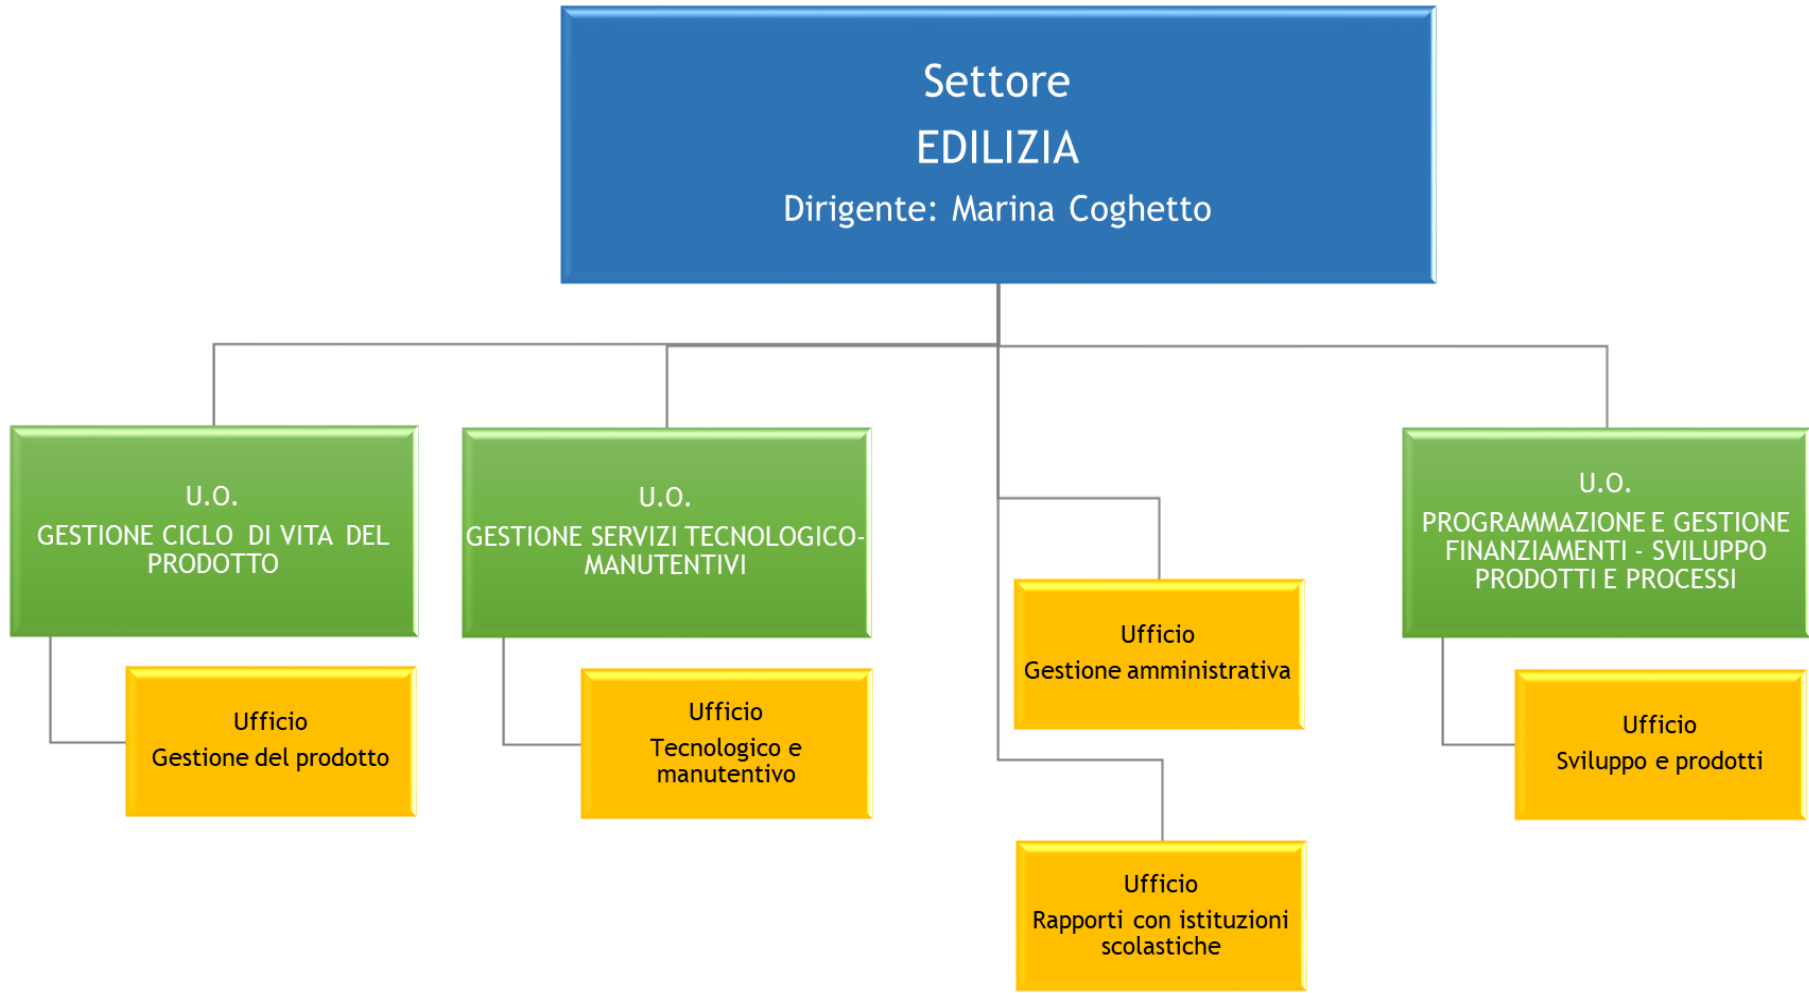 Settore
EDILIZIA
Dirigente: Marina Coghetto
U.O.
GESTIONE CICLO DI VITA DEL
PRODOTTO
Ufficio
Gestione del prodotto
U.O.
GESTIONE SERVIZI TECNOLOGICO-
MANUTENTIVI
Ufficio
Tecnologico e
manutentivo
Ufficio
Gestione amministrativa
Ufficio
Rapporti con istituzioni
scolastiche
U.O.
PROGRAMMAZIONE E GESTIONE
FINANZIAMENTI - SVILUPPO
PRODOTTI E PROCESSI
Ufficio
Sviluppo e prodotti